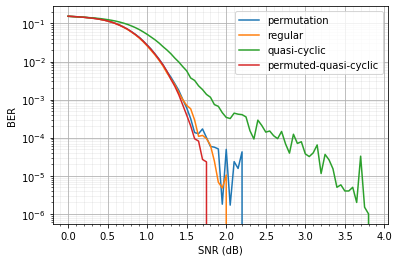 permutation
regular
quasi-cyclic
permuted-quasi-cyclic
BER
10⁻¹
10⁻²
10⁻³
10⁻⁴
10⁻⁵
10⁻⁶
0.0 0.5 1.0 1.5 2.0 2.5 3.0 3.5 4.0
SNR (dB)